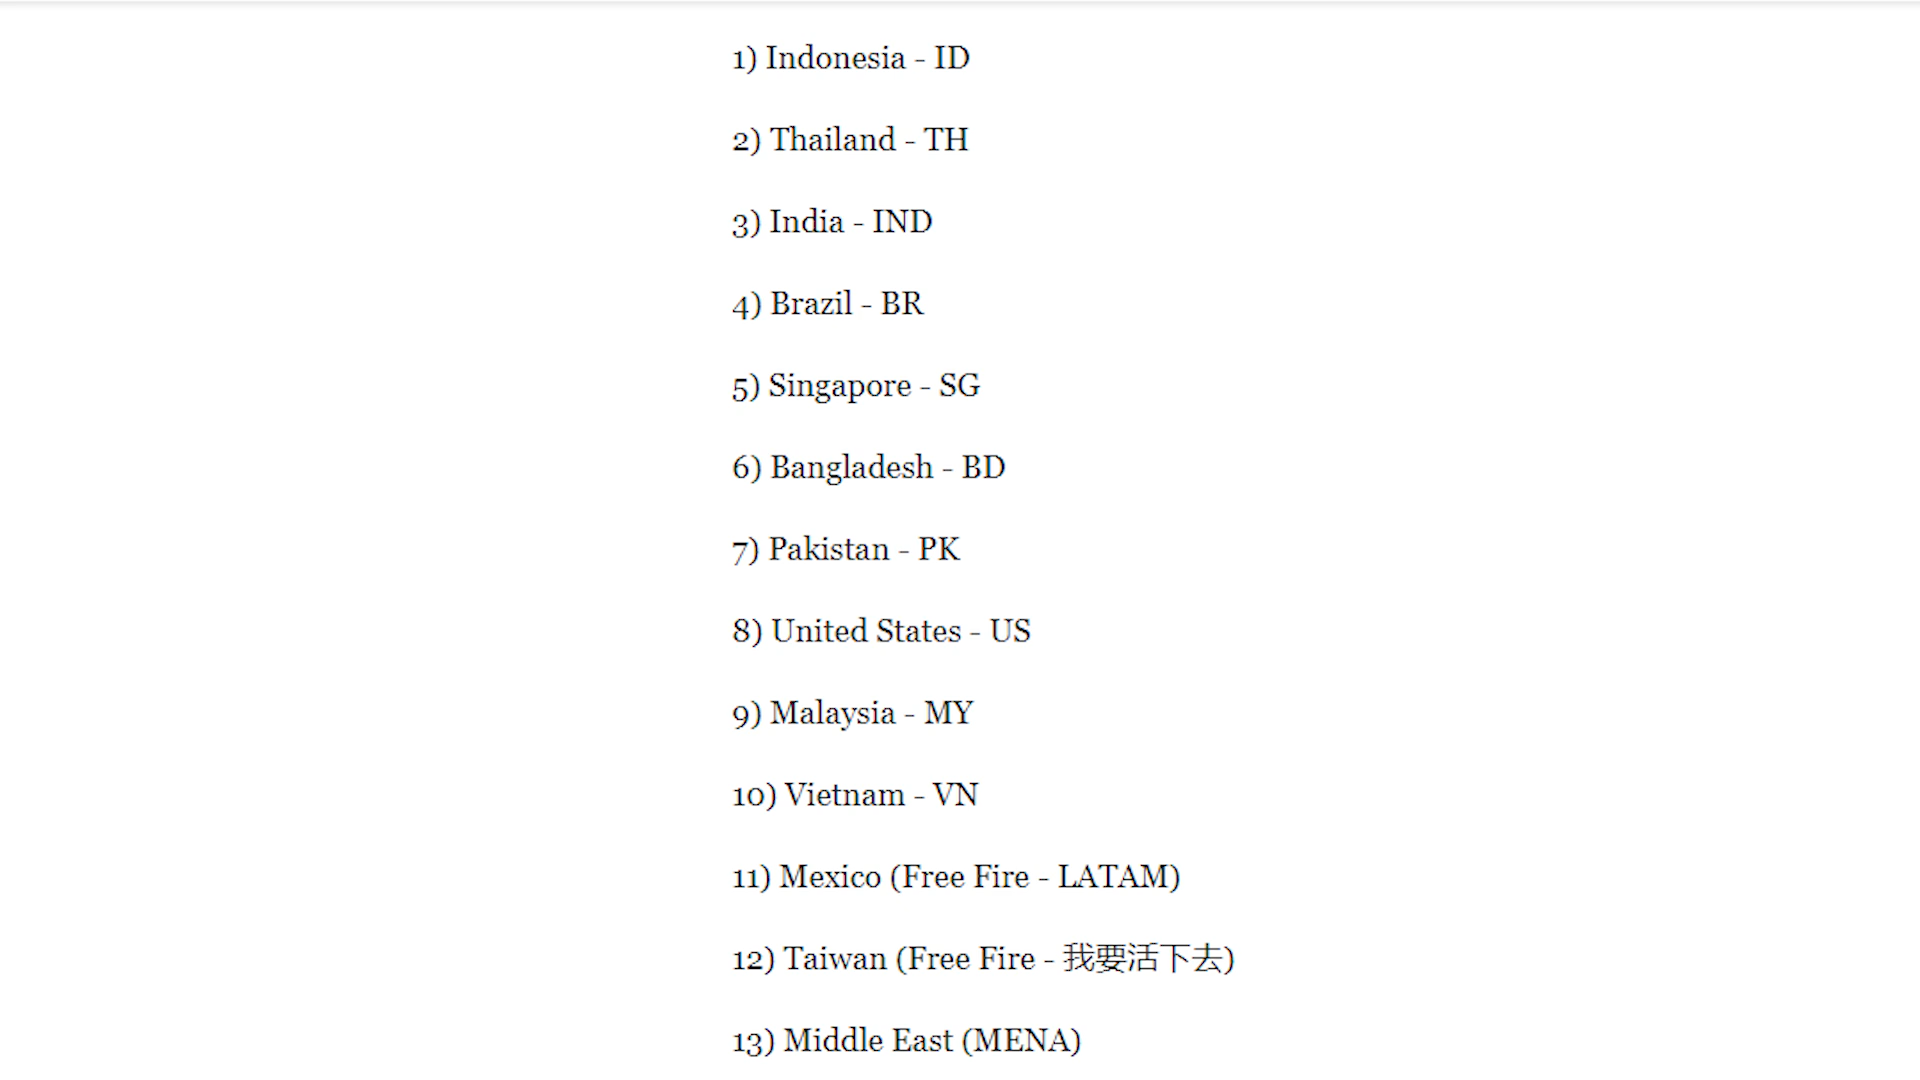 1) Indonesia - ID
2) Thailand - TH
3) India - IND
4) Brazil - BR
5) Singapore - SG
6) Bangladesh - BD
7) Pakistan - PK
8) United States - US
9) Malaysia - MY
10) Vietnam - VN
11) Mexico (Free Fire - LATAM)
12) Taiwan (Free Fire - 我要活下去)
13) Middle East (MENA)